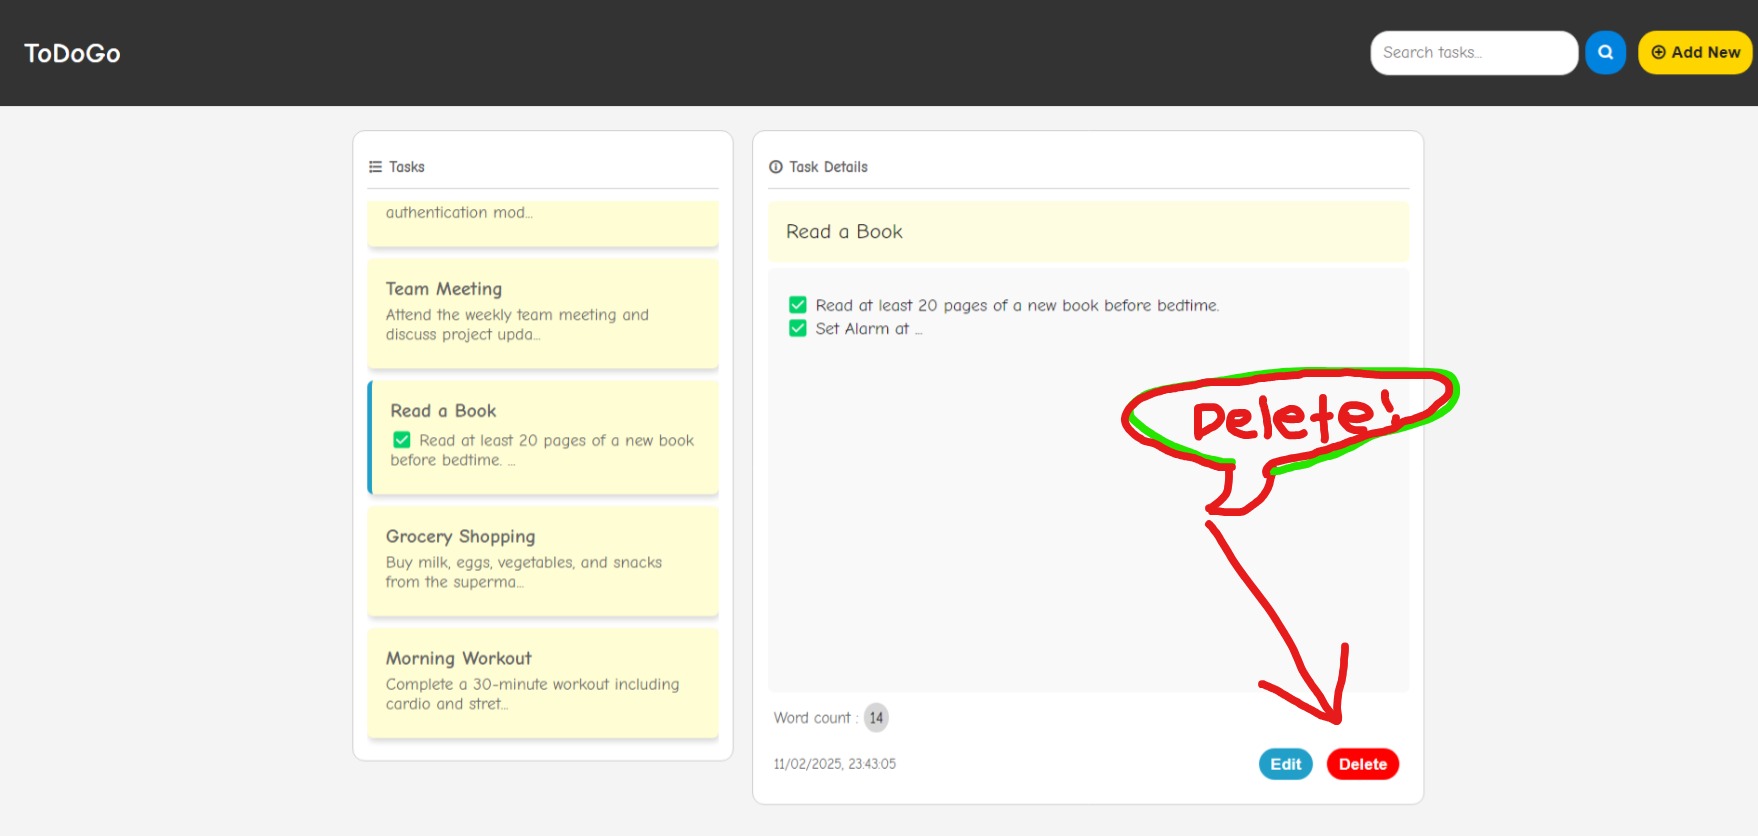 ToDoGo
Search tasks...
Add New
Tasks
authentication mod...
Team Meeting
Attend the weekly team meeting and
discuss project upda...
Read a Book
Read at least 20 pages of a new book
before bedtime. ...
Grocery Shopping
Buy milk, eggs, vegetables, and snacks
from the superma...
Morning Workout
Complete a 30-minute workout including
cardio and stret...
Task Details
Read a Book
Read at least 20 pages of a new book before bedtime.
Set Alarm at ...
Delete!
Word count : 14
11/02/2025, 23:43:05
Edit
Delete